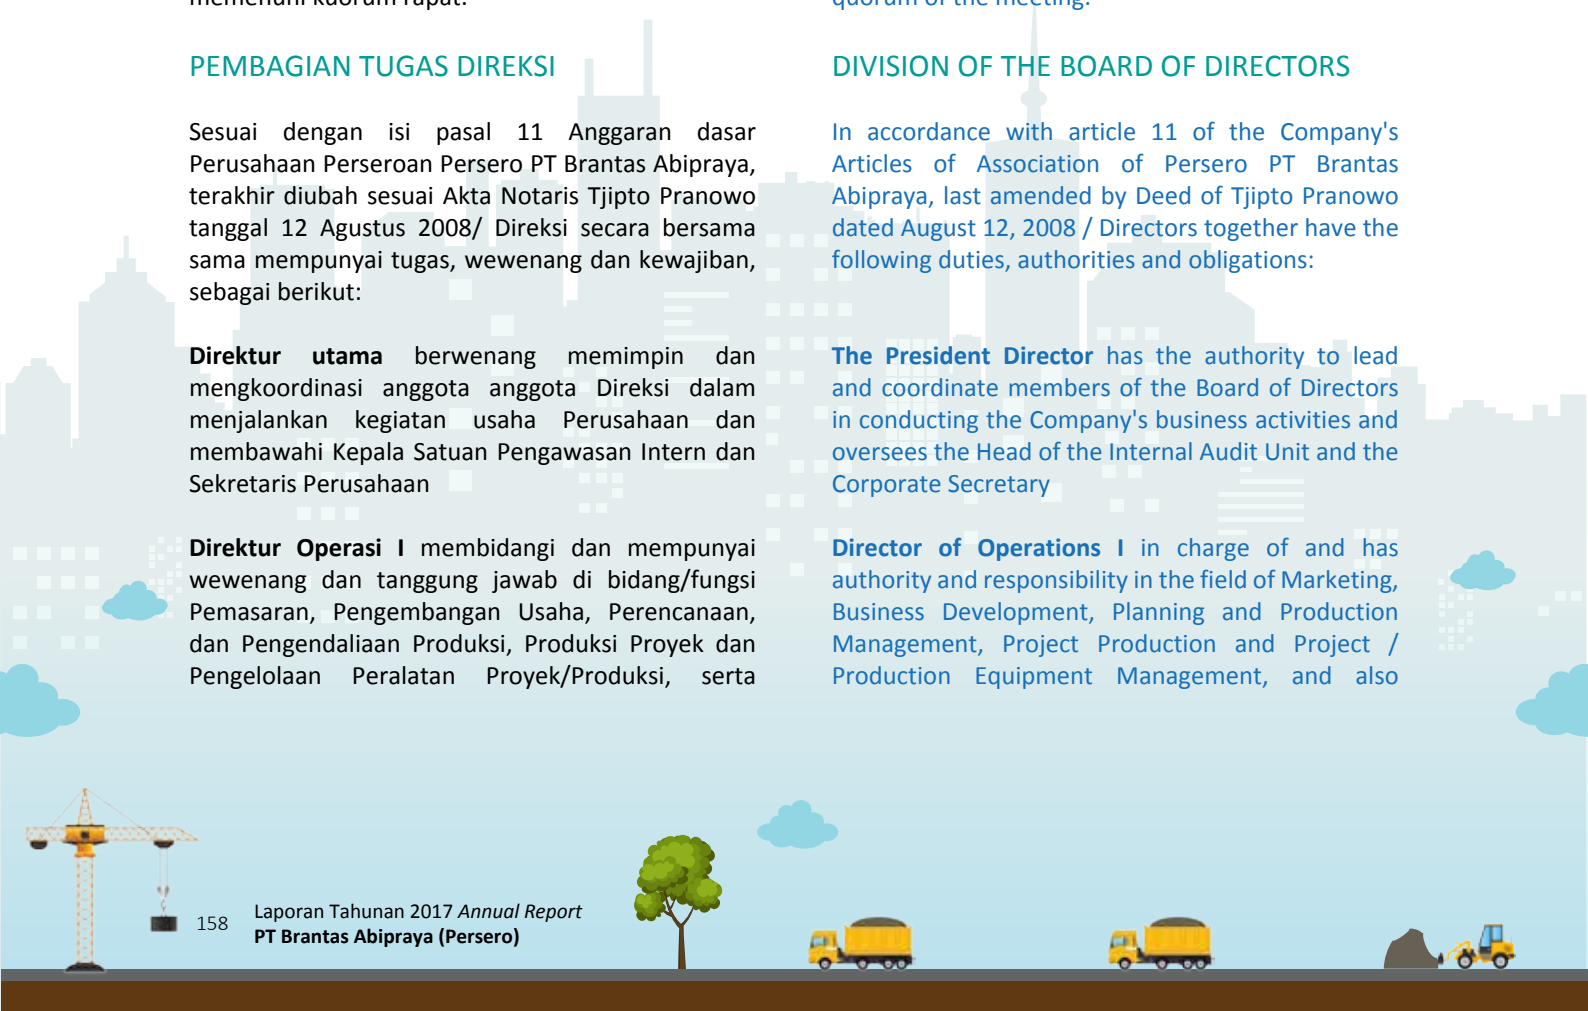 memenuhi kuorum rapat.
PEMBAGIAN TUGAS DIREKSI
Sesuai dengan isi pasal 11 Anggaran dasar
Perusahaan Perseroan Persero PT Brantas Abipraya,
terakhir diubah sesuai Akta Notaris Tjipto Pranowo
tanggal 12 Agustus 2008/ Direksi secara bersama
sama mempunyai tugas, wewenang dan kewajiban,
sebagai berikut:
Direktur utama berwenang memimpin dan
mengkoordinasi anggota anggota Direksi dalam
menjalankan kegiatan usaha Perusahaan dan
membawahi Kepala Satuan Pengawasan Intern dan
Sekretaris Perusahaan
Direktur Operasi I membidangi dan mempunyai
wewenang dan tanggung jawab di bidang/fungsi
Pemasaran, Pengembangan Usaha, Perencanaan,
dan Pengendaliaan Produksi, Produksi Proyek dan
Pengelolaan Peralatan Proyek/Produksi, serta
quorum of the meeting.
DIVISION OF THE BOARD OF DIRECTORS
In accordance with article 11 of the Company's
Articles of Association of Persero PT Brantas
Abipraya, last amended by Deed of Tjipto Pranowo
dated August 12, 2008 / Directors together have the
following duties, authorities and obligations:
The President Director has the authority to lead
and coordinate members of the Board of Directors
in conducting the Company's business activities and
oversees the Head of the Internal Audit Unit and the
Corporate Secretary
Director of Operations I in charge of and has
authority and responsibility in the field of Marketing,
Business Development, Planning and Production
Management, Project Production and Project /
Production Equipment Management, and also
158
Laporan Tahunan 2017 Annual Report
PT Brantas Abipraya (Persero)